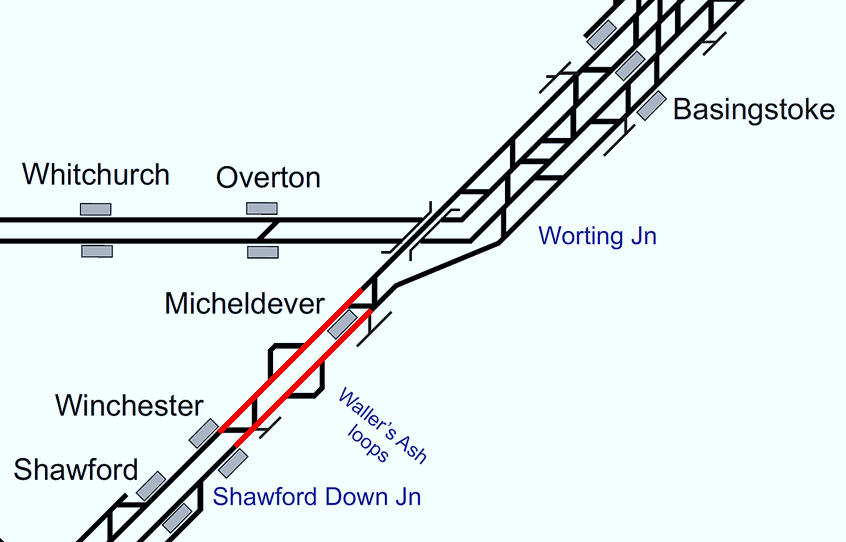 Basingstoke
Whitchurch
Overton
Worting Jn
Micheldever
Waller's Ash
loops
Winchester
Shawford
Shawford Down Jn